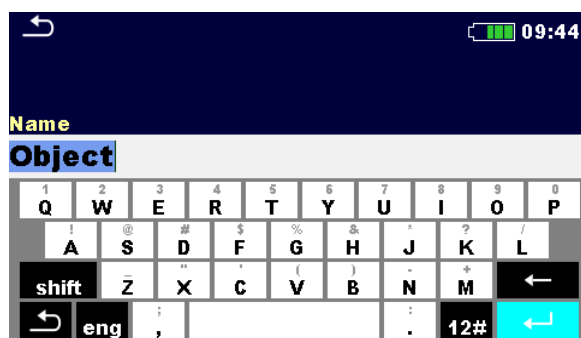 09:44
Name
Object
1 2 3 4 5 6 7 8 9 0
Q W E R T Y U I O P
! @ # $ % & * ? /
A S D F G H J K L
_ " ' ( ) - +
shift Z X C V B N M
; :
eng , . 12#